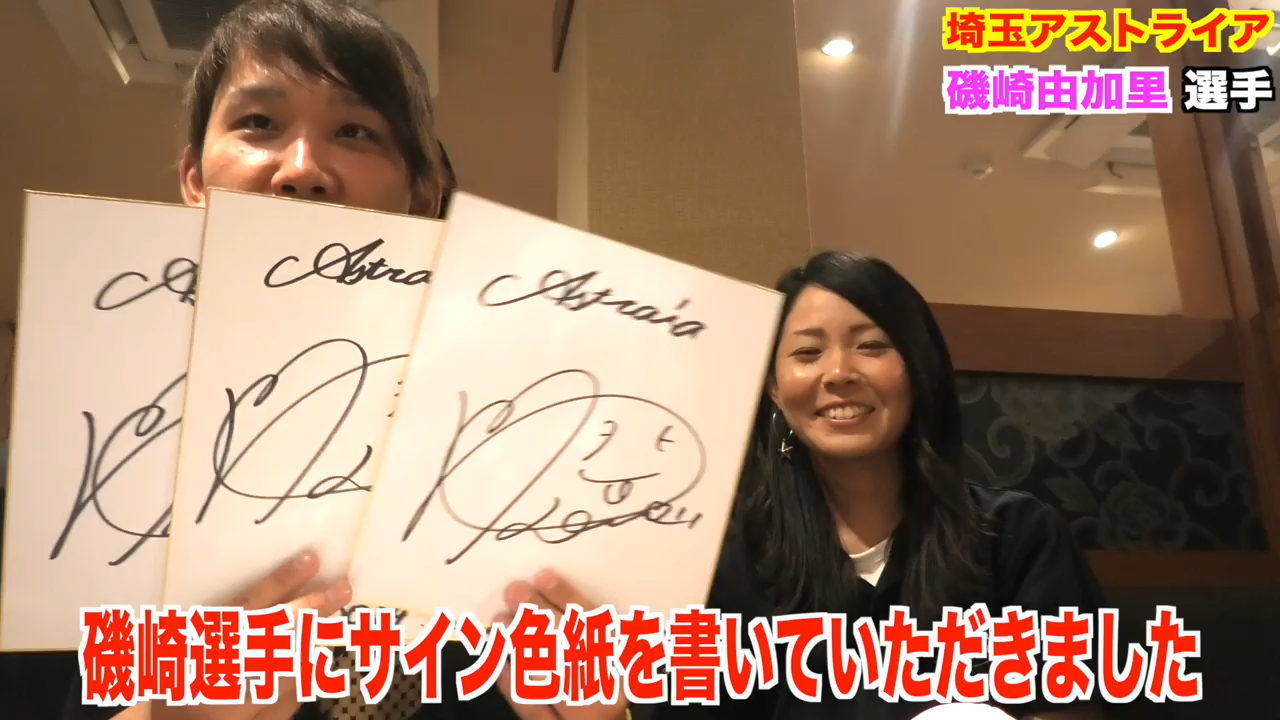 埼玉アストライア
磯崎由加里 選手
Astraia
Astraia
磯崎選手にサイン色紙を書いていただきました